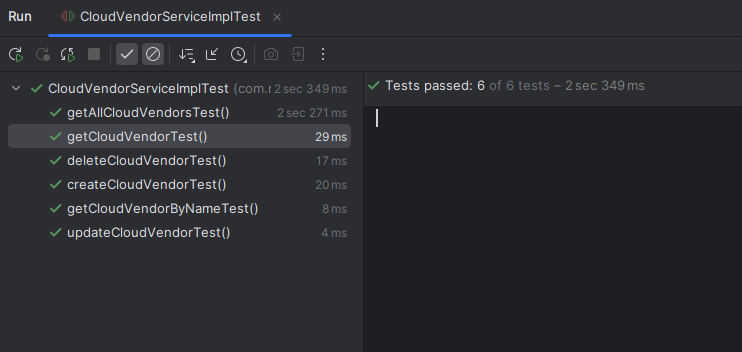 Run CloudVendorServiceImplTest
CloudVendorServiceImplTest (com.r 2 sec 349 ms
getAllCloudVendorsTest() 2 sec 271 ms
getCloudVendorTest() 29 ms
deleteCloudVendorTest() 17 ms
createCloudVendorTest() 20 ms
getCloudVendorByNameTest() 8 ms
updateCloudVendorTest() 4 ms
Tests passed: 6 of 6 tests – 2 sec 349 ms